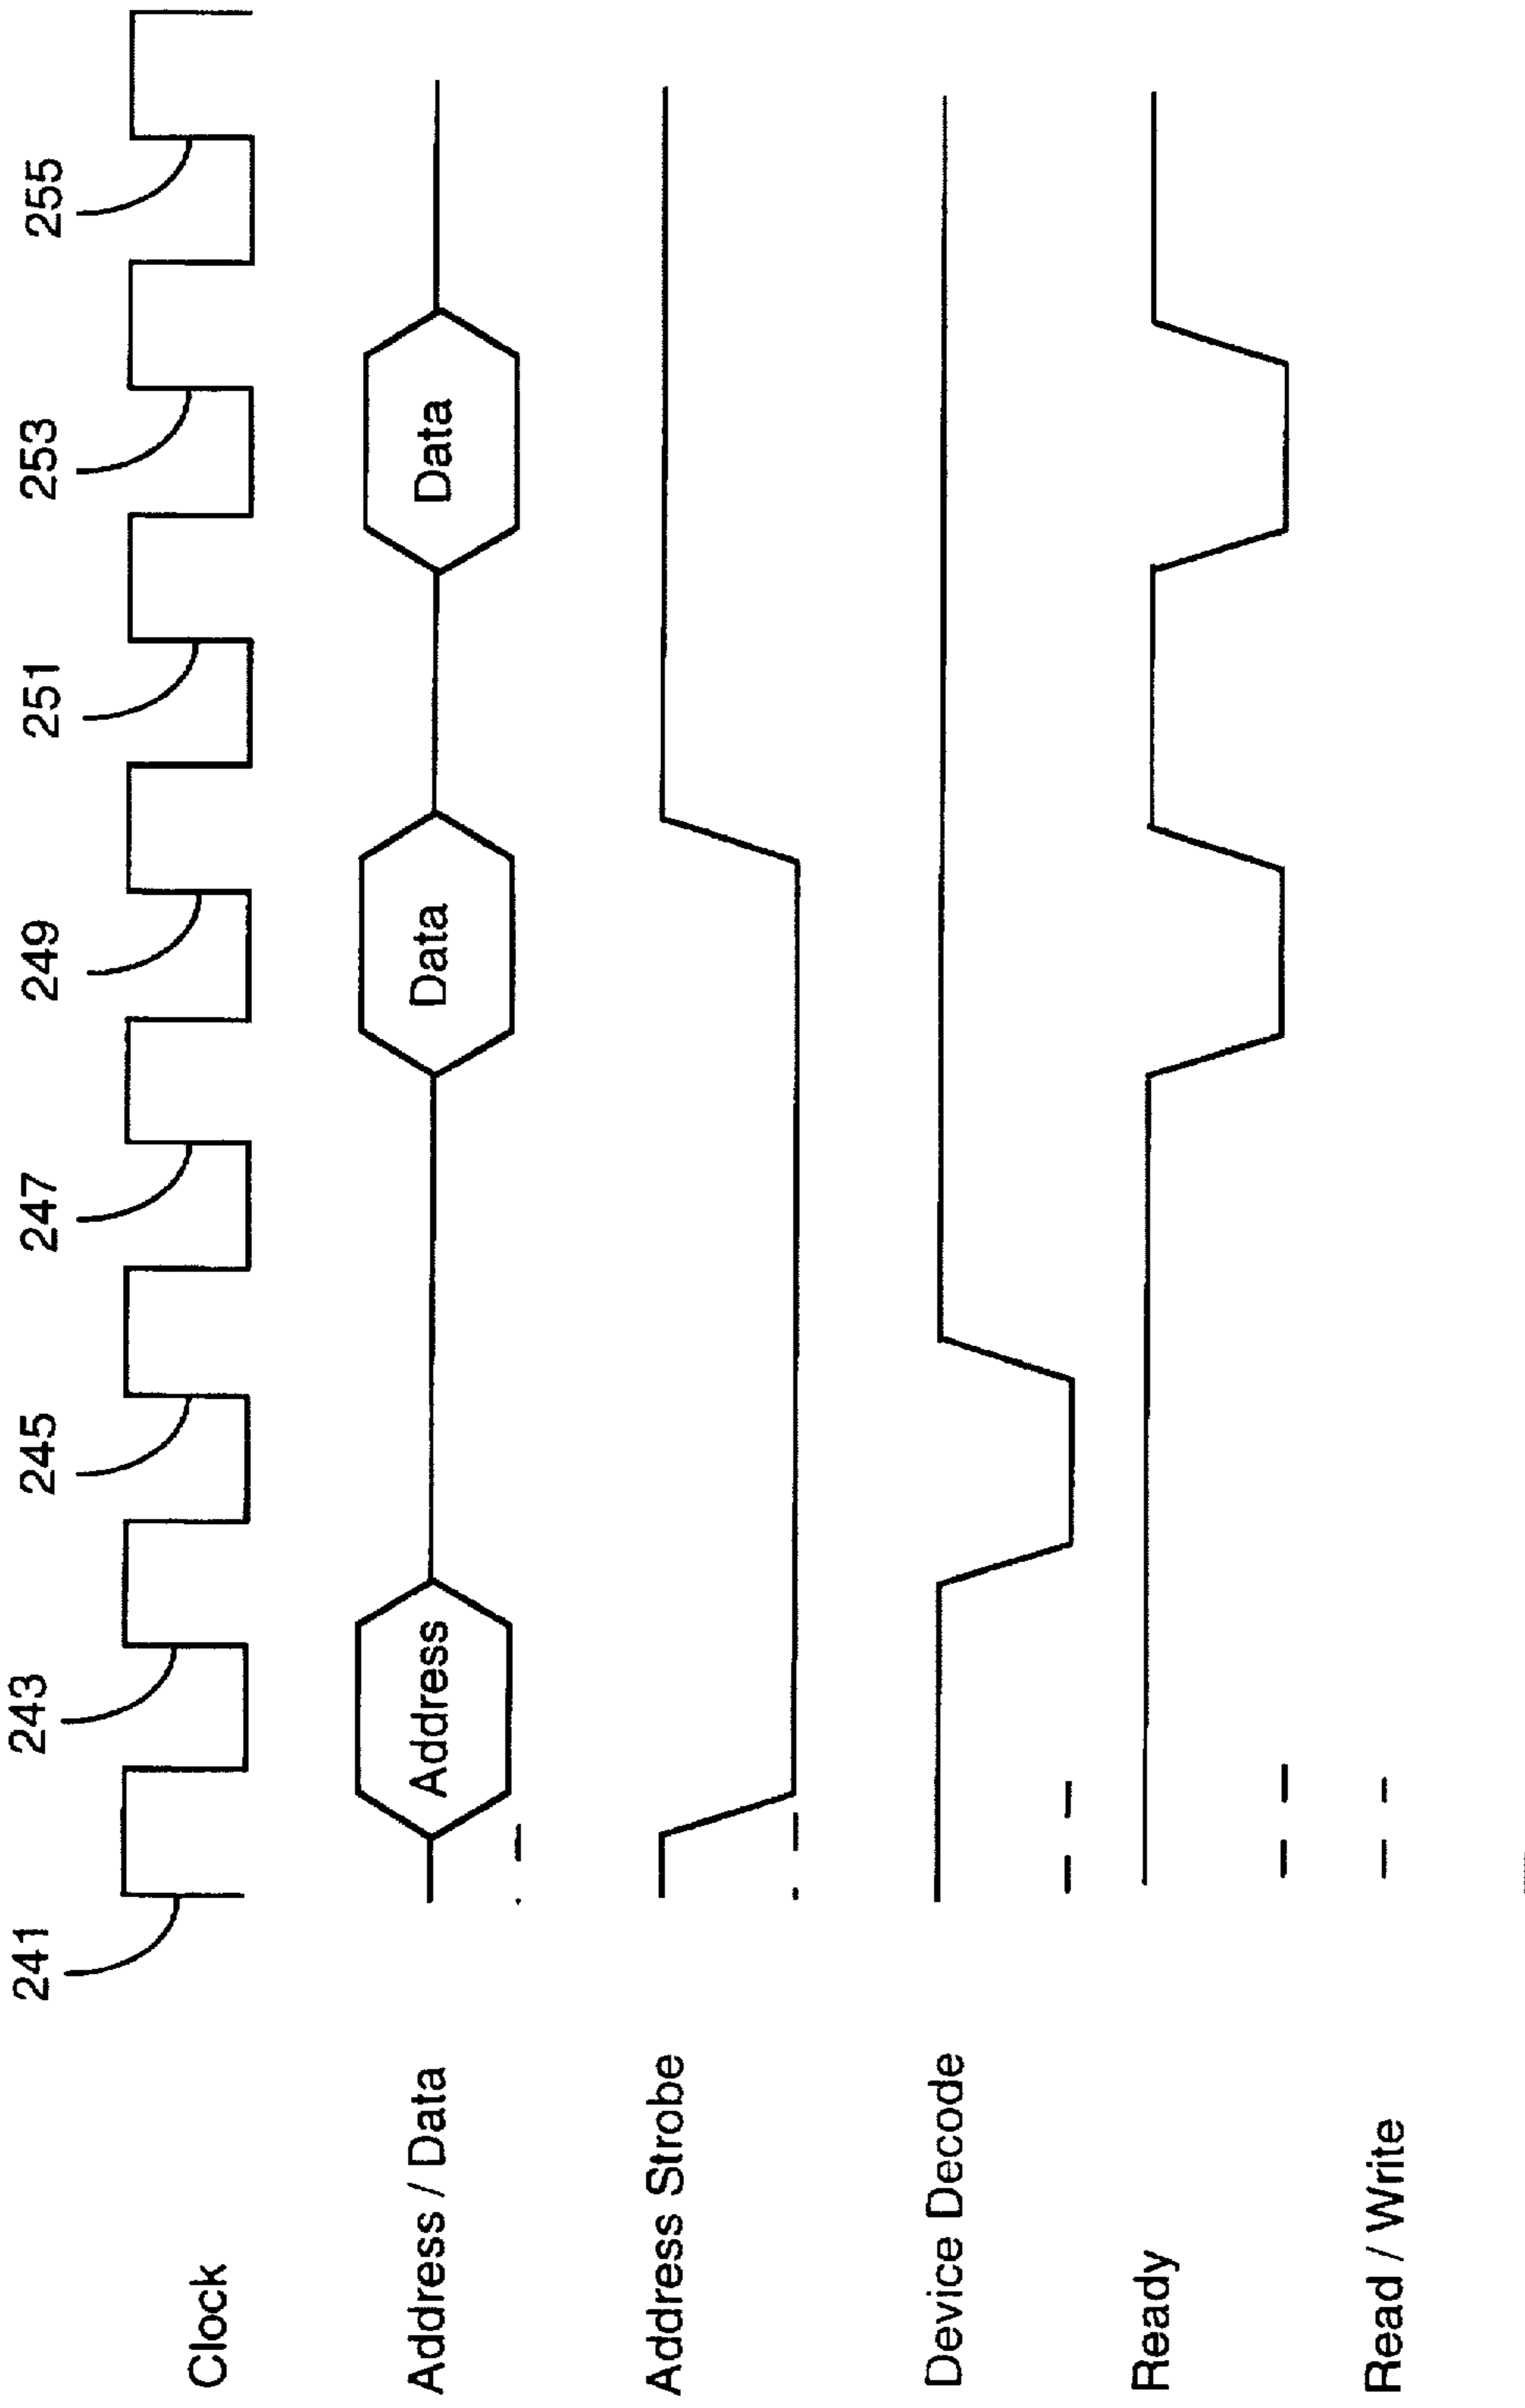 241 243 245 247 249 251 253 255
Clock
Address / Data Address Data Data
Address Strobe
Device Decode
Ready
Read / Write